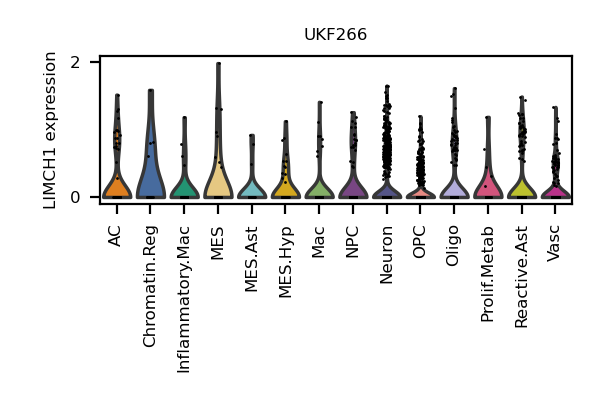 UKF266
LIMCH1 expression
2
0
AC
Chromatin.Reg
Inflammatory.Mac
MES
MES.Ast
MES.Hyp
Mac
NPC
Neuron
OPC
Oligo
Prolif.Metab
Reactive.Ast
Vasc